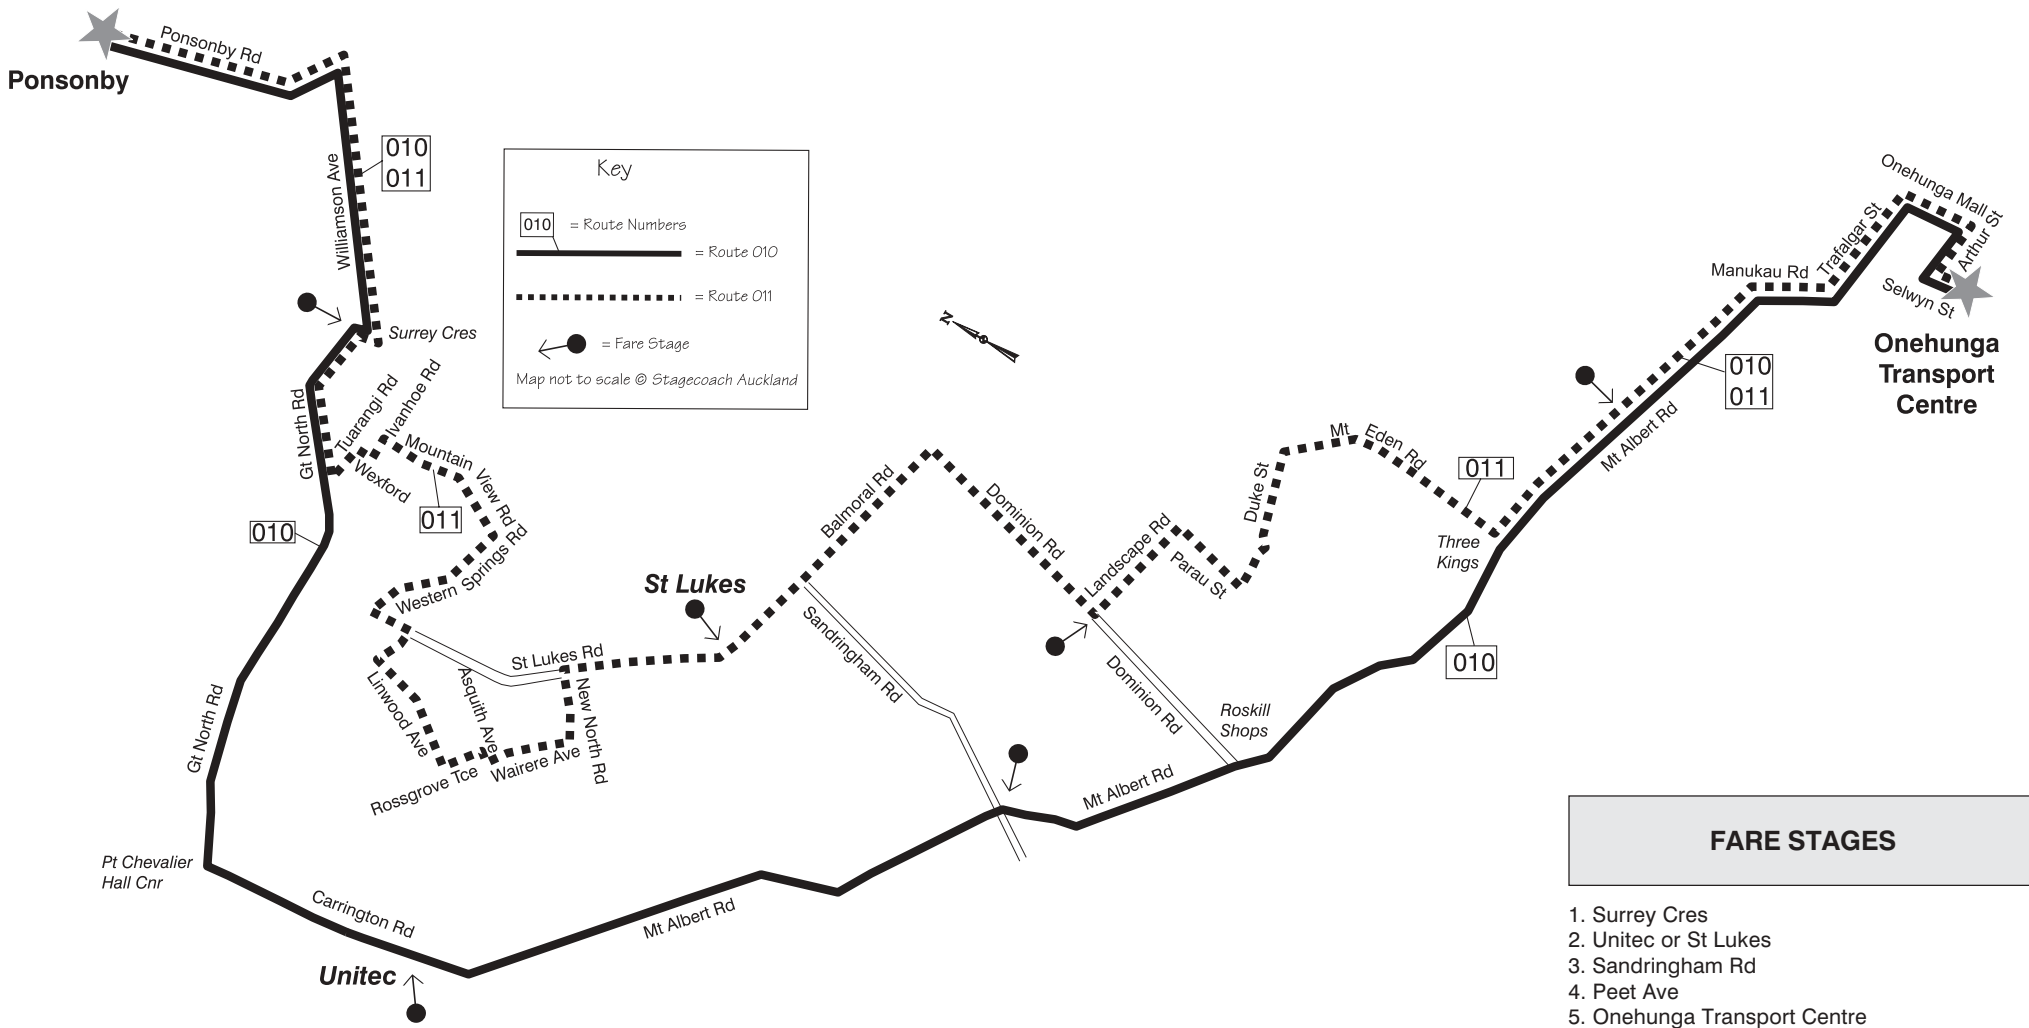 Ponsonby Rd
Ponsonby
010
011
Williamson Ave
Key
010 = Route Numbers
= Route 010
= Route 011
= Fare Stage
Map not to scale © Stagecoach Auckland
N
Onehunga Mall
Arthur St
Trafalgar St
Manukau Rd
Selwyn St
Onehunga
Transport
Centre
Surrey Cres
Gt North Rd
Tuarangi Rd
Ivanhoe Rd
Wexford
Mountain View Rd
011
010
Western Springs Rd
St Lukes
Balmoral Rd
Dominion Rd
Landscape Rd
Parau St
Duke St
Mt Eden Rd
011
Three
Kings
010
011
Mt Albert Rd
010
St Lukes Rd
Asquith Ave
Linwood Ave
New North Rd
Rossgrove Tce
Wairere Ave
Sandringham Rd
Dominion Rd
Roskill
Shops
Mt Albert Rd
Gt North Rd
Pt Chevalier
Hall Cnr
Carrington Rd
Mt Albert Rd
Unitec
FARE STAGES
1. Surrey Cres
2. Unitec or St Lukes
3. Sandringham Rd
4. Peet Ave
5. Onehunga Transport Centre